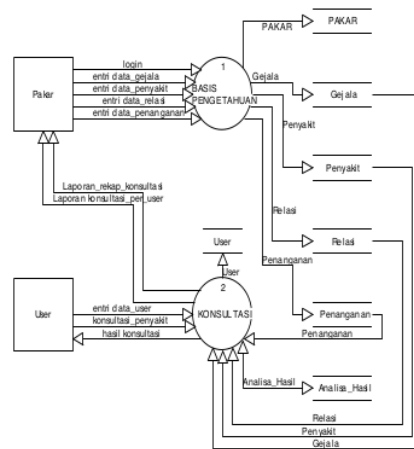 PAKAR
PAKAR
login
1
entri data_gejala
Gejala
Pakar
entri data_penyakit
BASIS
Gejala
entri data_relasi
PENGETAHUAN
entri data_penanganan
Penyakit
Penyakit
Laporan_rekap_konsultasi
Laporan konsultasi_per_user
Relasi
User
Relasi
Penanganan
User
2
entri data_user
User
konsultasi_penyakit
KONSULTASI
Penanganan
hasil konsultasi
Penanganan
Analisa_Hasil
Analisa_Hasil
Relasi
Penyakit
Gejala